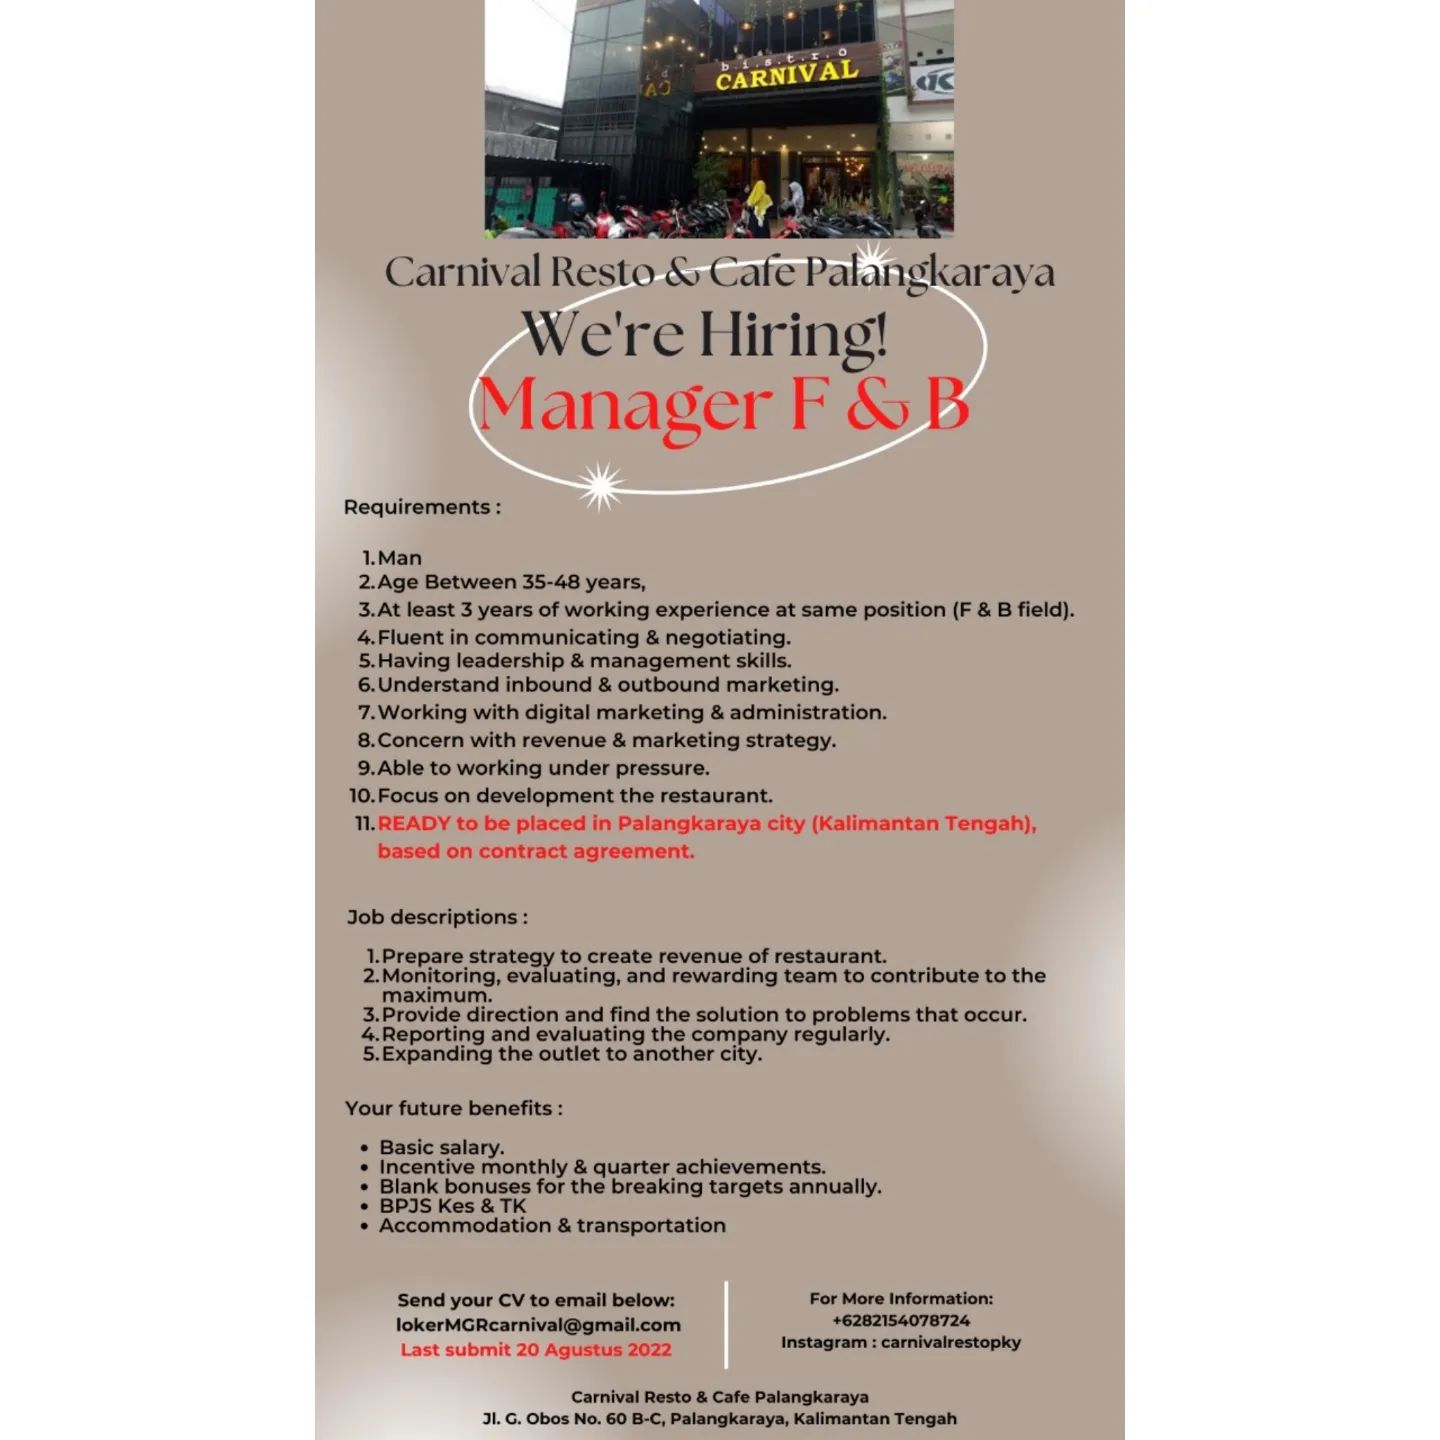 b.i.s.t.r.o
CARNIVAL
Carnival Resto & Cafe Palangkaraya
We're Hiring!
Manager F & B
Requirements :
1. Man
2. Age Between 35-48 years,
3. At least 3 years of working experience at same position (F & B field).
4. Fluent in communicating & negotiating.
5. Having leadership & management skills.
6. Understand inbound & outbound marketing.
7. Working with digital marketing & administration.
8. Concern with revenue & marketing strategy.
9. Able to working under pressure.
10. Focus on development the restaurant.
11. READY to be placed in Palangkaraya city (Kalimantan Tengah),
based on contract agreement.
Job descriptions :
1. Prepare strategy to create revenue of restaurant.
2. Monitoring, evaluating, and rewarding team to contribute to the
maximum.
3. Provide direction and find the solution to problems that occur.
4. Reporting and evaluating the company regularly.
5. Expanding the outlet to another city.
Your future benefits :
• Basic salary.
• Incentive monthly & quarter achievements.
• Blank bonuses for the breaking targets annually.
• BPJS Kes & TK
• Accommodation & transportation
Send your CV to email below:
lokerMGRcarnival@gmail.com
Last submit 20 Agustus 2022
For More Information:
+6282154078724
Instagram : carnivalrestopky
Carnival Resto & Cafe Palangkaraya
Jl. G. Obos No. 60 B-C, Palangkaraya, Kalimantan Tengah